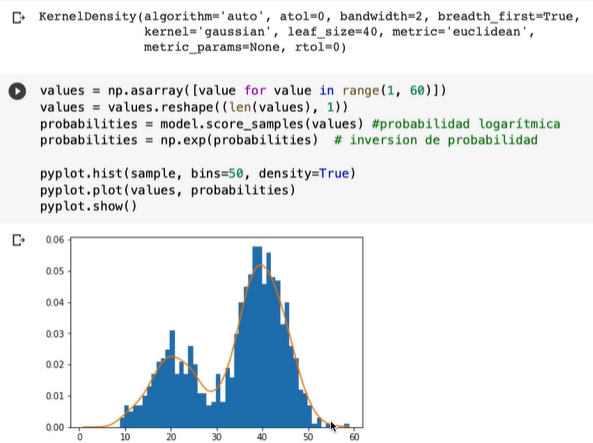 KernelDensity(algorithm='auto', atol=0, bandwidth=2, breadth_first=True,
kernel='gaussian', leaf_size=40, metric='euclidean',
metric_params=None, rtol=0)
values = np.asarray([value for value in range(1, 60)])
values = values.reshape((len(values), 1))
probabilities = model.score_samples(values) #probabilidad logarítmica
probabilities = np.exp(probabilities)  # inversion de probabilidad
pyplot.hist(sample, bins=50, density=True)
pyplot.plot(values, probabilities)
pyplot.show()
0.06
0.05
0.04
0.03
0.02
0.01
0.00
0 10 20 30 40 50 60